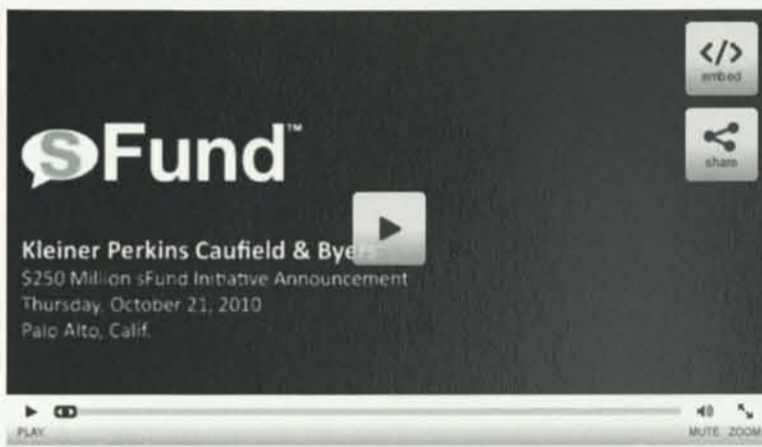 </>
embed
sFund™
share
Kleiner Perkins Caufield & Byers
$250 Million sFund Initiative Announcement
Thursday, October 21, 2010
Palo Alto, Calif.
PLAY
MUTE ZOOM